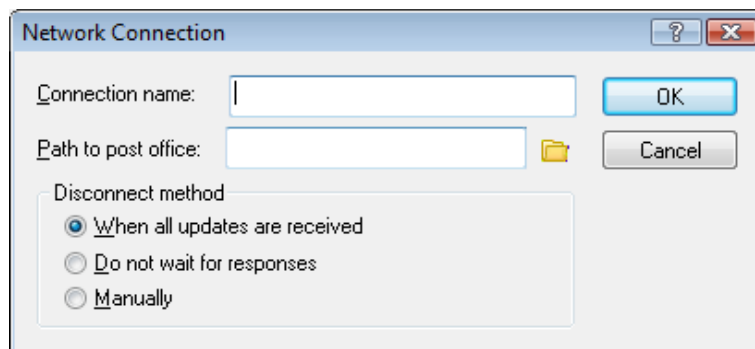 Network Connection
Connection name:
OK
Path to post office:
Cancel
Disconnect method
When all updates are received
Do not wait for responses
Manually